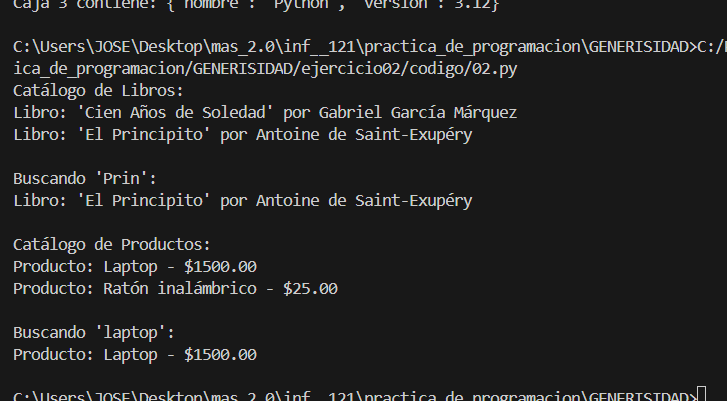 Caja 3 contiene: {'nombre': 'Python', 'version': 3.12}
C:\Users\JOSE\Desktop\mas_2.0\inf__121\practica_de_programacion\GENERISIDAD>C:/
ica_de_programacion/GENERISIDAD/ejercicio02/codigo/02.py
Catálogo de Libros:
Libro: 'Cien Años de Soledad' por Gabriel García Márquez
Libro: 'El Principito' por Antoine de Saint-Exupéry
Buscando 'Prin':
Libro: 'El Principito' por Antoine de Saint-Exupéry
Catálogo de Productos:
Producto: Laptop - $1500.00
Producto: Ratón inalámbrico - $25.00
Buscando 'laptop':
Producto: Laptop - $1500.00
C:\Users\JOSE\Desktop\mas_2.0\inf__121\practica_de_programacion\GENERISIDAD>